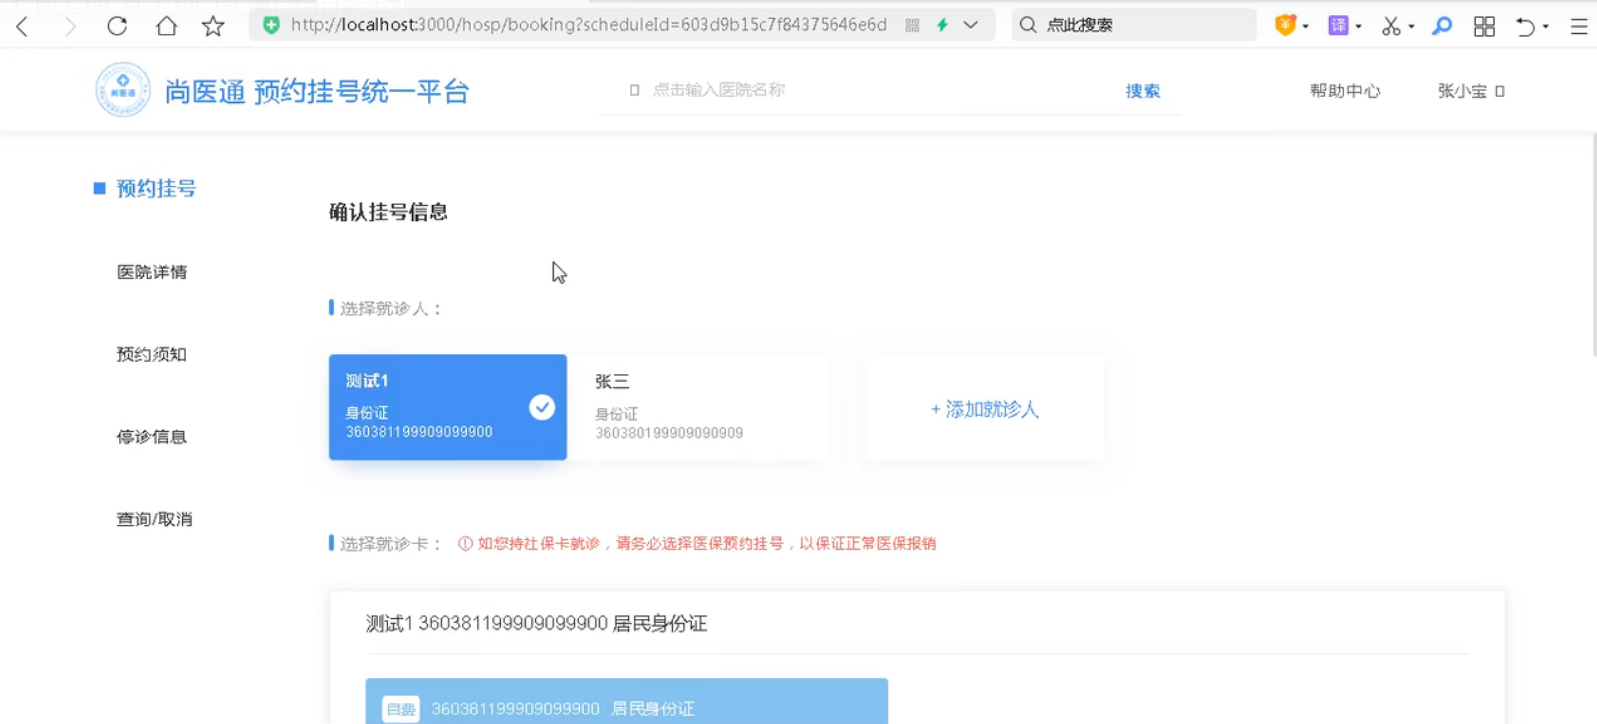 http://localhost:3000/hosp/booking?scheduleId=603d9b15c7f84375646e6d
点此搜索
译
尚医通 预约挂号统一平台
点击输入医院名称
搜索
帮助中心
张小宝
预约挂号
医院详情
预约须知
停诊信息
查询/取消
确认挂号信息
选择就诊人：
测试1
身份证
360381199909099900
张三
身份证
360380199909090909
+ 添加就诊人
选择就诊卡：
如您持社保卡就诊，请务必选择医保预约挂号，以保证正常医保报销
测试1 360381199909099900 居民身份证
自费 360381199909099900 居民身份证